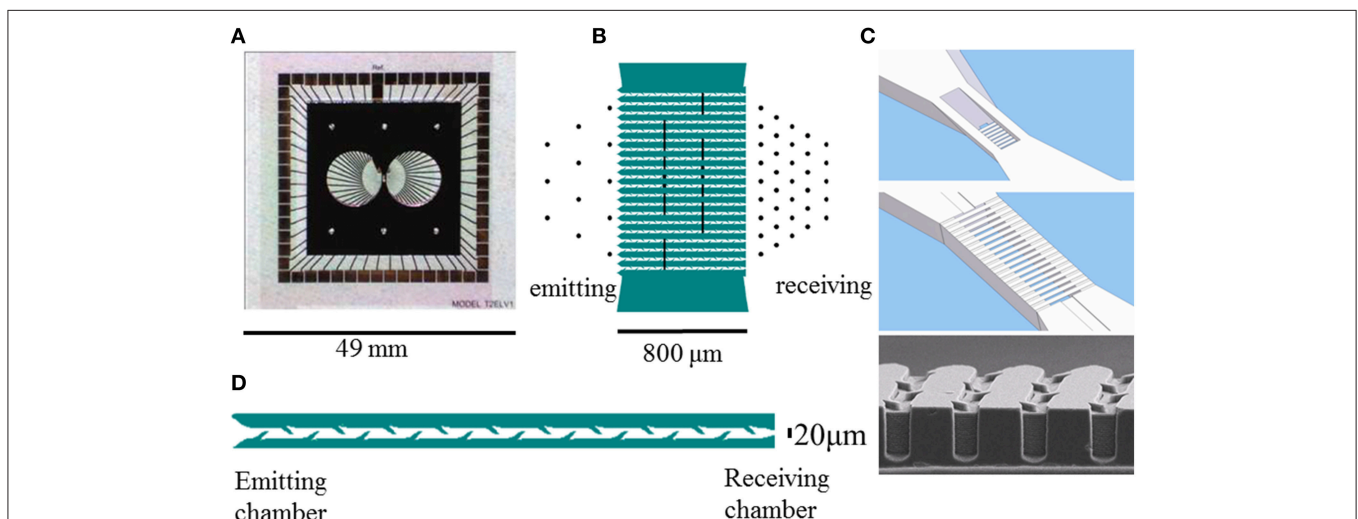 A
B
C
Ref.
MODEL T2ELV1
emitting
receiving
49 mm
800 µm
D
20µm
Emitting
chamber
Receiving
chamber